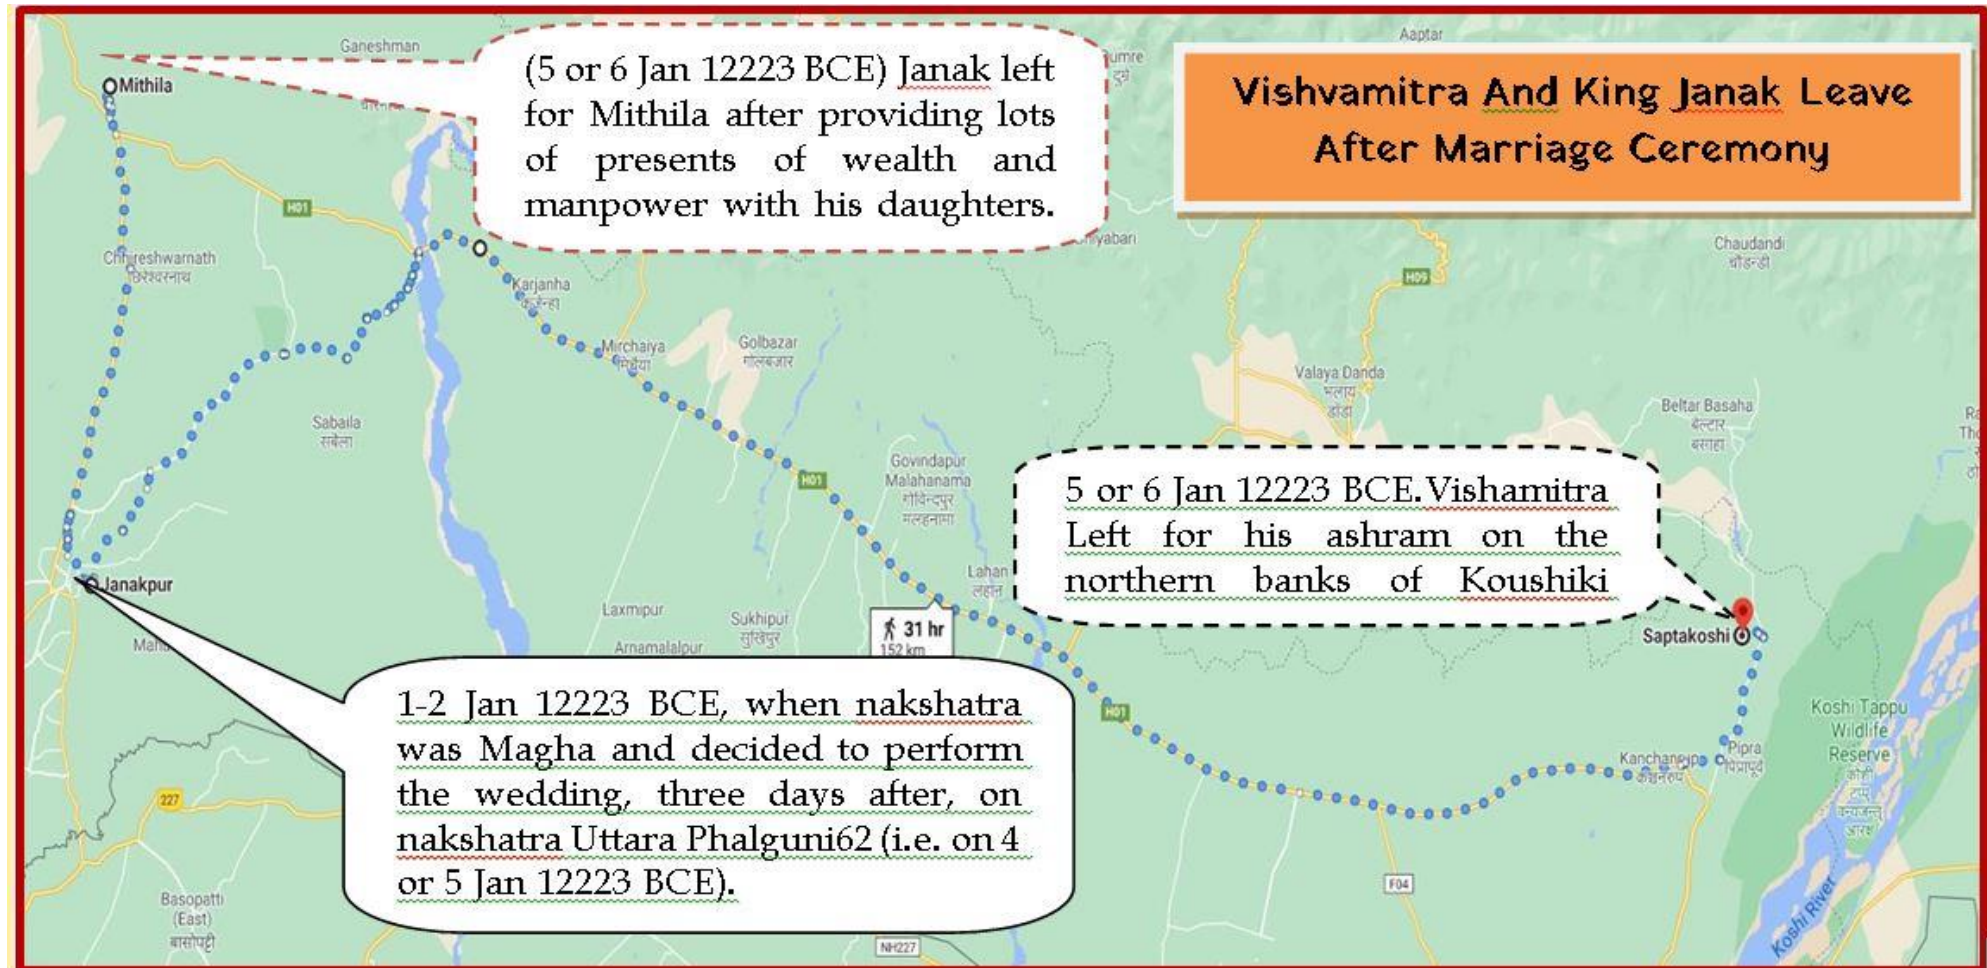 Vishvamitra And King Janak Leave
After Marriage Ceremony
(5 or 6 Jan 12223 BCE) Janak left
for Mithila after providing lots
of presents of wealth and
manpower with his daughters.
5 or 6 Jan 12223 BCE.Vishamitra
Left for his ashram on the
northern banks of Koushiki
1-2 Jan 12223 BCE, when nakshatra
was Magha and decided to perform
the wedding, three days after, on
nakshatra Uttara Phalguni62 (i.e. on 4
or 5 Jan 12223 BCE).
Ganeshman
Aaptar
Mithila
H01
Chhireshwarnath
Karjanha
Chaudandi
चौडन्डी
H09
Mirchaiya
Golbazar
गोलबजार
Valaya Danda
Sabaila
सबैला
Beltar Basaha
बेल्टार
बसाहा
Govindapur
Malahanama
गोविन्दपुर
मलहनामा
H01
Lahan
लहान
Janakpur
Laxmipur
Sukhipur
सुखिपुर
Arnamalalpur
31 hr
152 km
Saptakoshi
H01
Koshi Tappu
Wildlife
Reserve
Pipra
227
F04
Basopatti
(East)
बासोपट्टी
NH227
Koshi River